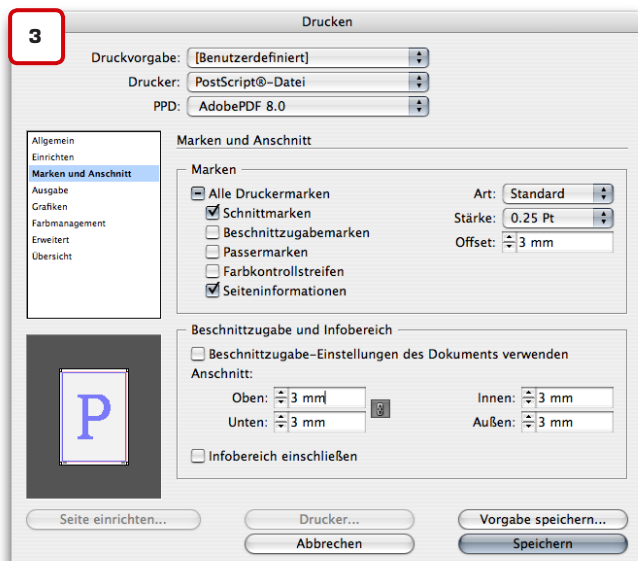 3
Drucken
Druckvorgabe: [Benutzerdefiniert]
Drucker: PostScript®-Datei
PPD: AdobePDF 8.0
Allgemein
Einrichten
Marken und Anschnitt
Ausgabe
Grafiken
Farbmanagement
Erweitert
Übersicht
Marken und Anschnitt
Marken
Alle Druckermarken
Schnittmarken
Beschnittzugabemarken
Passermarken
Farbkontrollstreifen
Seiteninformationen
Art: Standard
Stärke: 0.25 Pt
Offset: 3 mm
P
Beschnittzugabe und Infobereich
Beschnittzugabe-Einstellungen des Dokuments verwenden
Anschnitt:
Oben: 3 mm
Innen: 3 mm
Unten: 3 mm
Außen: 3 mm
Infobereich einschließen
Seite einrichten...
Drucker...
Vorgabe speichern...
Abbrechen
Speichern